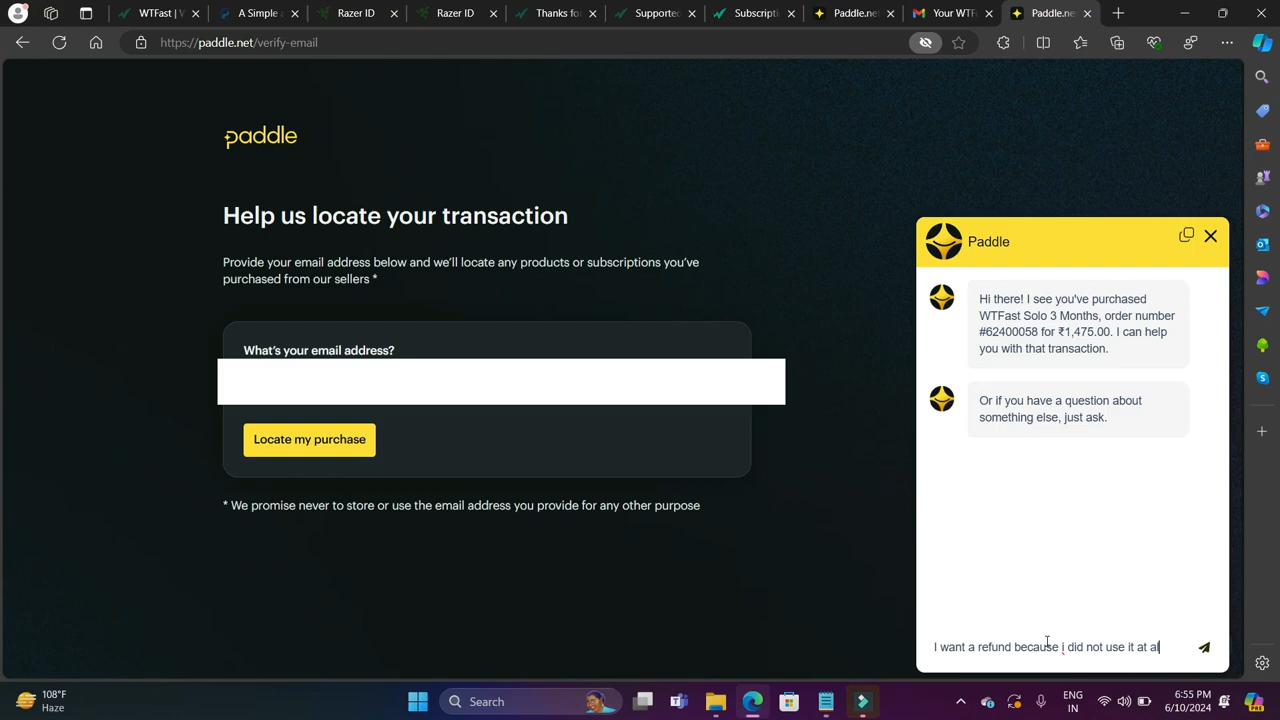 WTFast | V
A Simple
Razer ID
Razer ID
Thanks fo
Supported
Subscripti
Paddle.ne
Your WTF
Paddle.ne
https://paddle.net/verify-email
paddle
Help us locate your transaction
Provide your email address below and we'll locate any products or subscriptions you've
purchased from our sellers *
What's your email address?
Locate my purchase
* We promise never to store or use the email address you provide for any other purpose
Paddle
Hi there! I see you've purchased
WTFast Solo 3 Months, order number
#62400058 for ₹1,475.00. I can help
you with that transaction.
Or if you have a question about
something else, just ask.
I want a refund because i did not use it at al
108°F
Haze
Search
ENG
IN
6:55 PM
6/10/2024
PRE